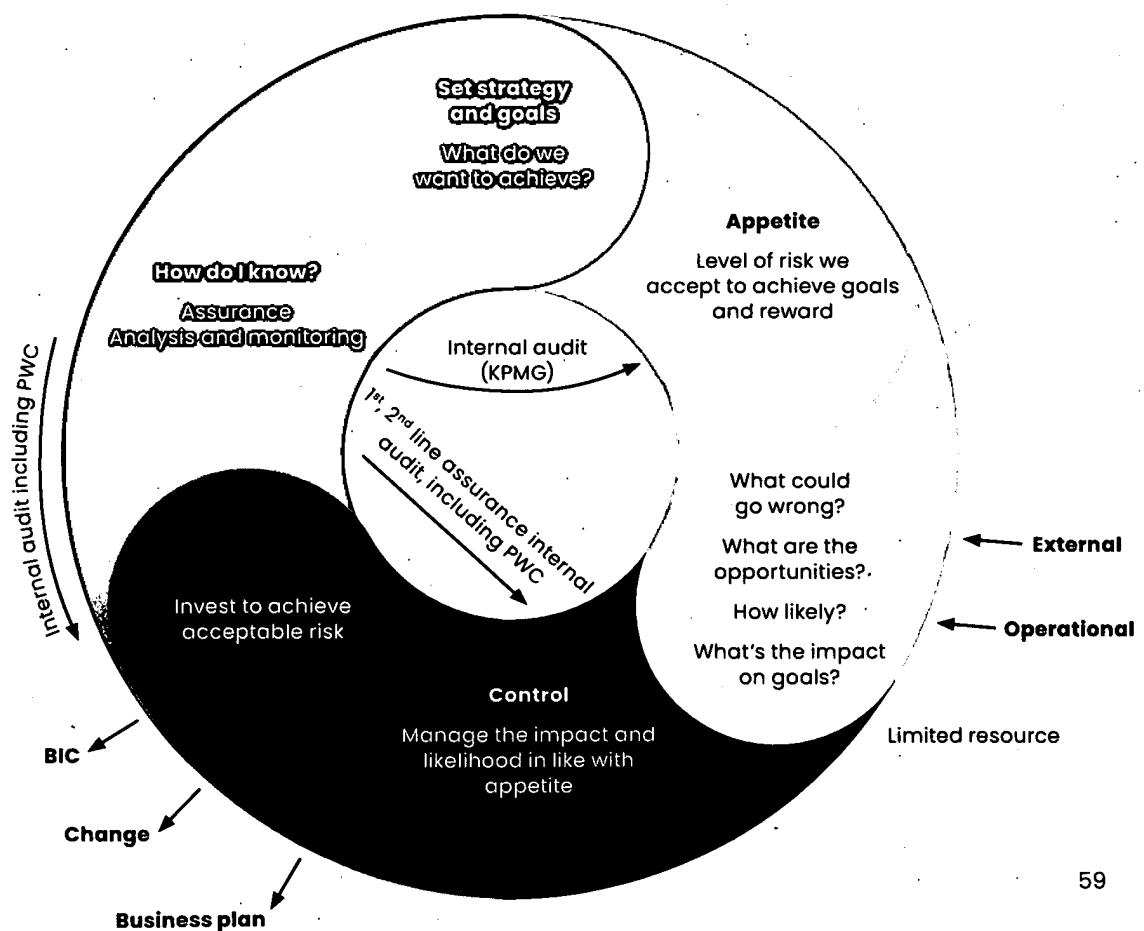 Set strategy
and goals
What do we
want to achieve?
Appetite
Level of risk we
accept to achieve goals
and reward
How do I know?
Assurance
Analysis and monitoring
Internal audit
(KPMG)
1st, 2nd line assurance internal
audit, including PWC
Internal audit including PWC
What could
go wrong?
What are the
opportunities?
How likely?
What's the impact
on goals?
External
Operational
Invest to achieve
acceptable risk
Control
Manage the impact and
likelihood in like with
appetite
Limited resource
BIC
Change
Business plan
59